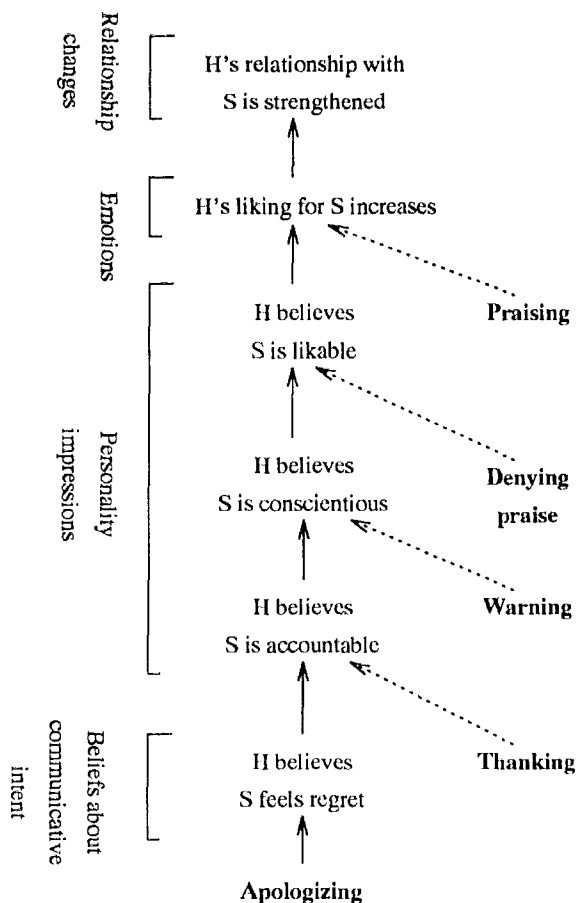 Relationship
changes
H's relationship with
S is strengthened
Emotions
H's liking for S increases
Praising
Personality
impressions
H believes
S is likable
Denying
praise
H believes
S is conscientious
Warning
H believes
S is accountable
Thanking
Beliefs about
communicative
intent
H believes
S feels regret
Apologizing